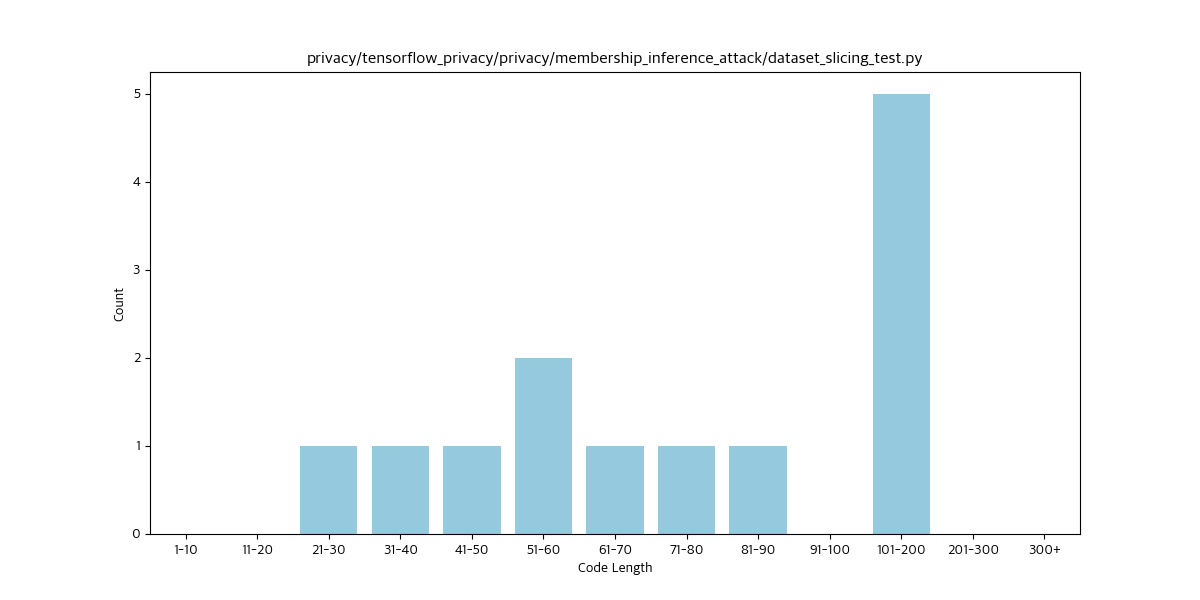 privacy/tensorflow_privacy/privacy/membership_inference_attack/dataset_slicing_test.py
5
4
3
2
1
0
Count
1-10 11-20 21-30 31-40 41-50 51-60 61-70 71-80 81-90 91-100 101-200 201-300 300+
Code Length